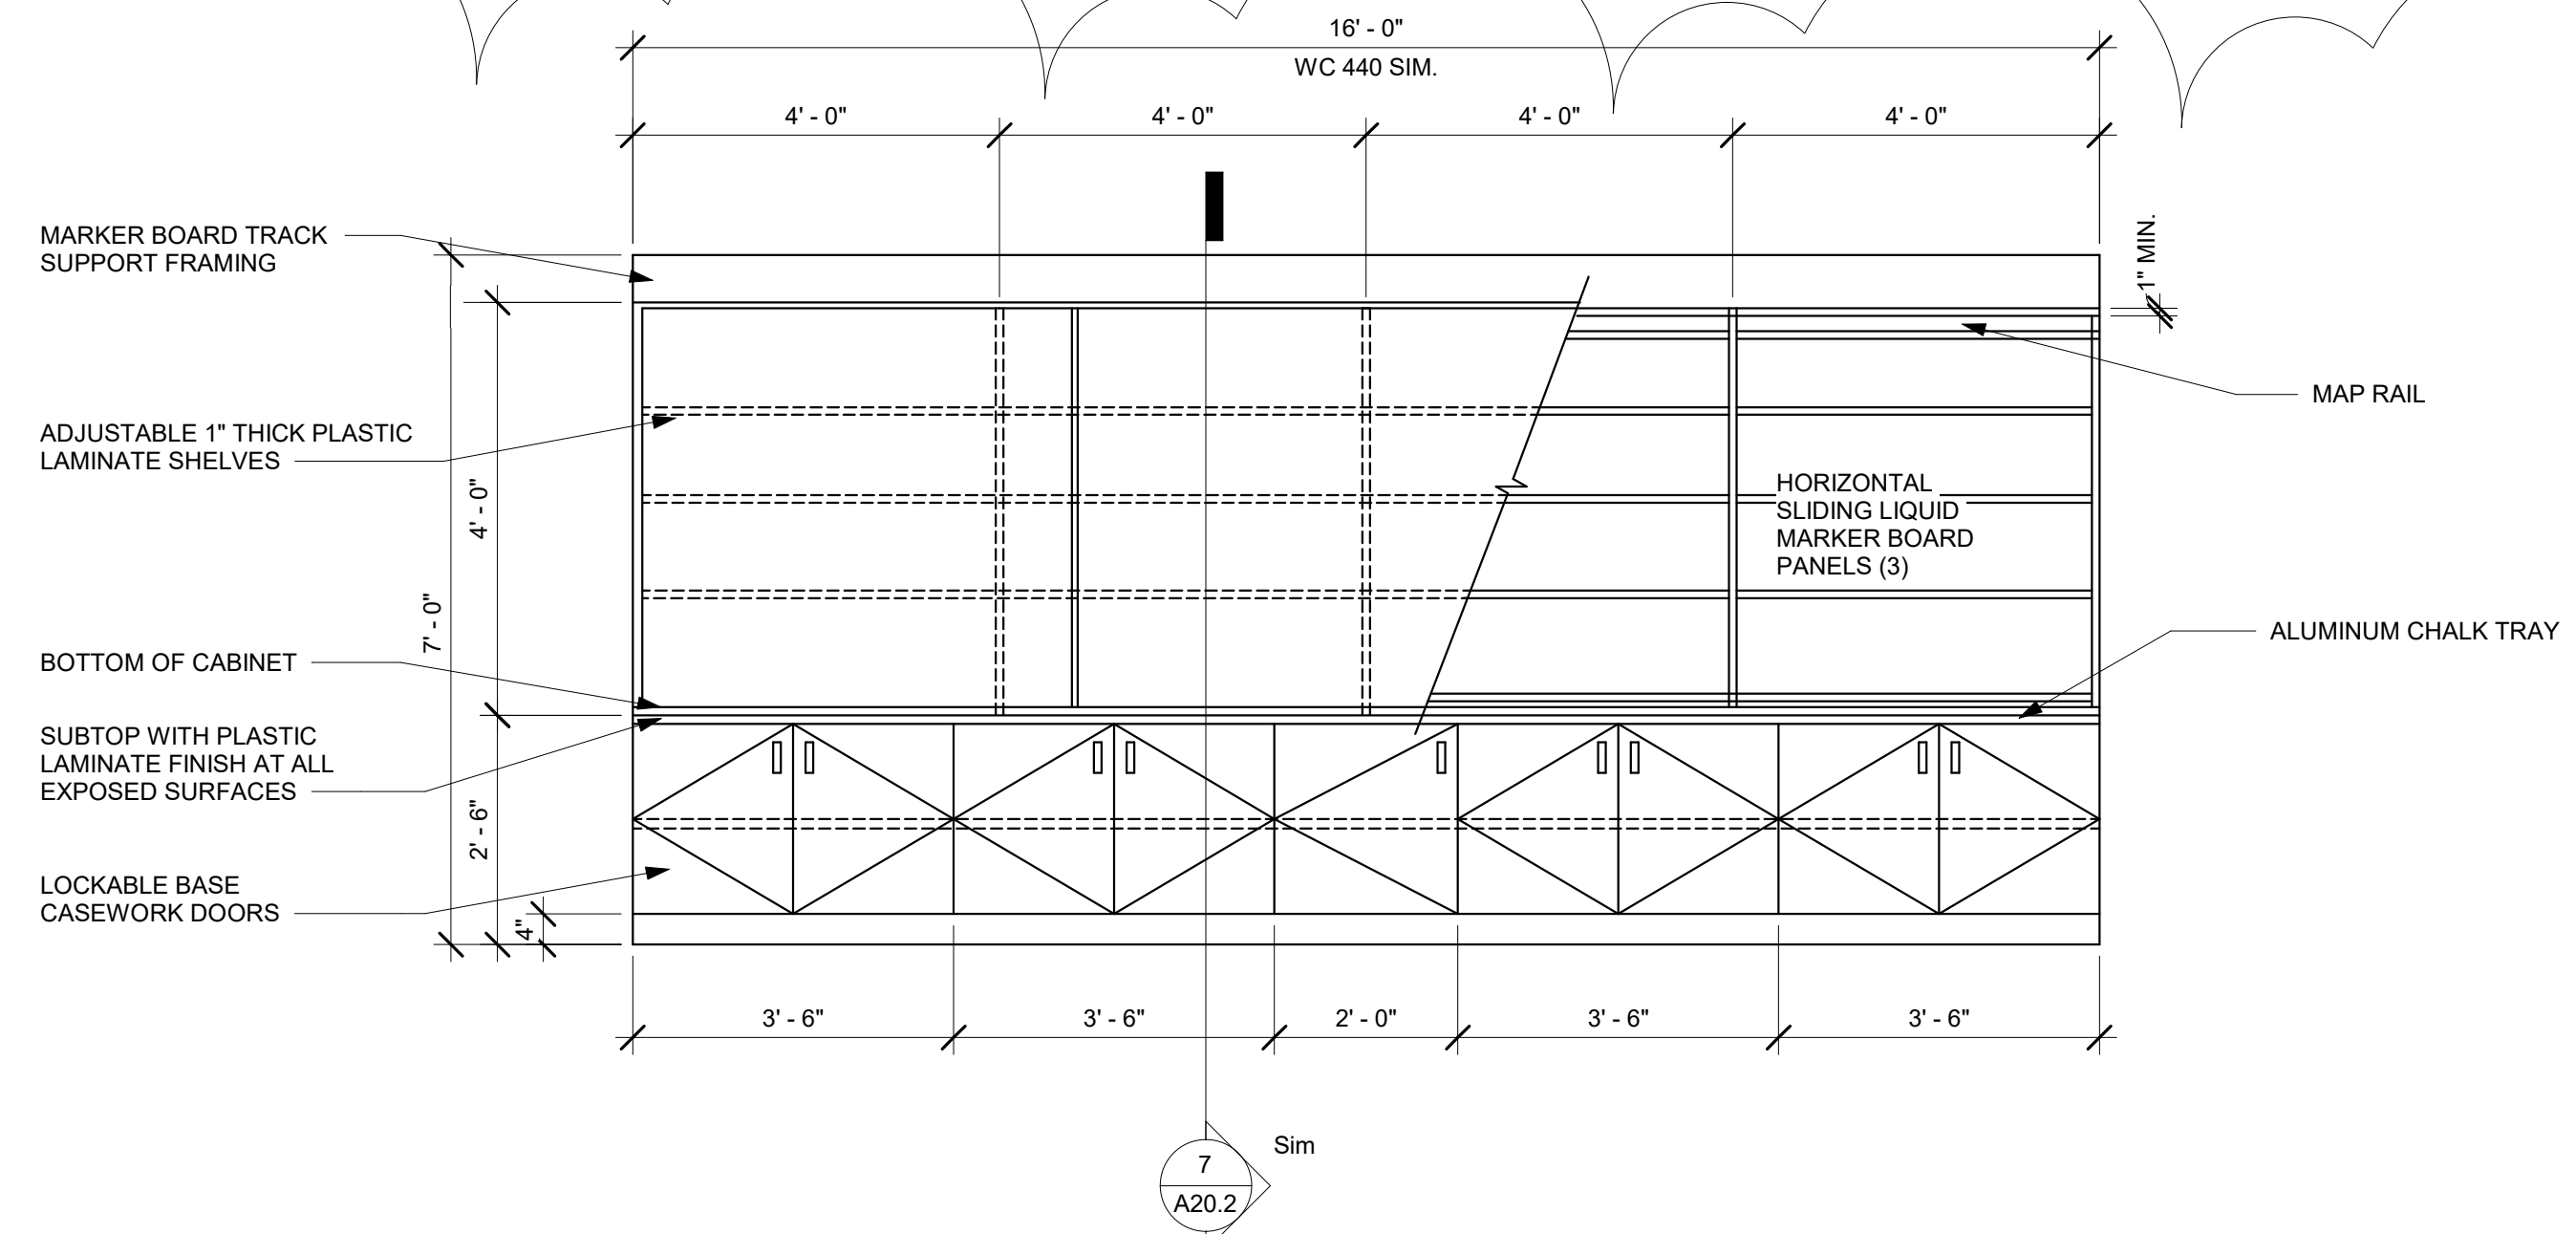 16' - 0"
WC 440 SIM.
4' - 0"
4' - 0"
4' - 0"
4' - 0"
MARKER BOARD TRACK
SUPPORT FRAMING
1" MIN.
MAP RAIL
ADJUSTABLE 1" THICK PLASTIC
LAMINATE SHELVES
4' - 0"
HORIZONTAL
SLIDING LIQUID
MARKER BOARD
PANELS (3)
7' - 0"
ALUMINUM CHALK TRAY
BOTTOM OF CABINET
SUBTOP WITH PLASTIC
LAMINATE FINISH AT ALL
EXPOSED SURFACES
2' - 6"
LOCKABLE BASE
CASEWORK DOORS
4"
3' - 6"
3' - 6"
2' - 0"
3' - 6"
3' - 6"
Sim
7
A20.2